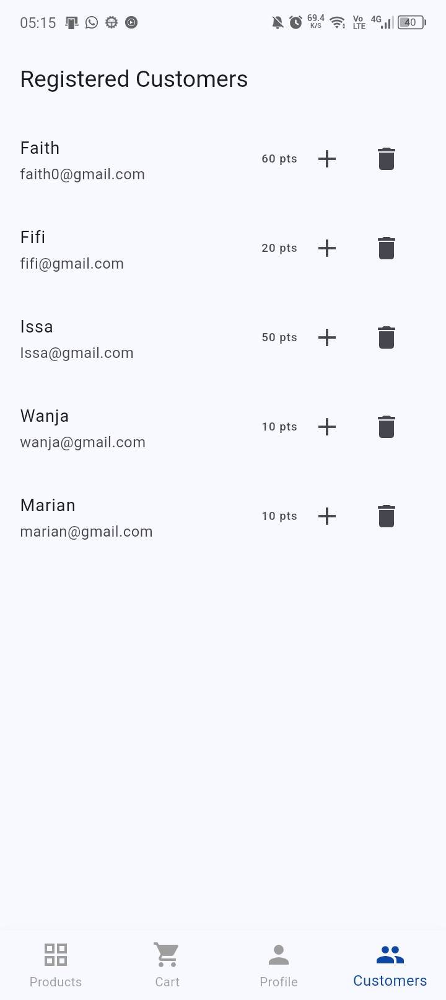 05:15 69.4 K/S Vo LTE 4G 40
Registered Customers
Faith
faith0@gmail.com
60 pts
Fifi
fifi@gmail.com
20 pts
Issa
Issa@gmail.com
50 pts
Wanja
wanja@gmail.com
10 pts
Marian
marian@gmail.com
10 pts
Products Cart Profile Customers